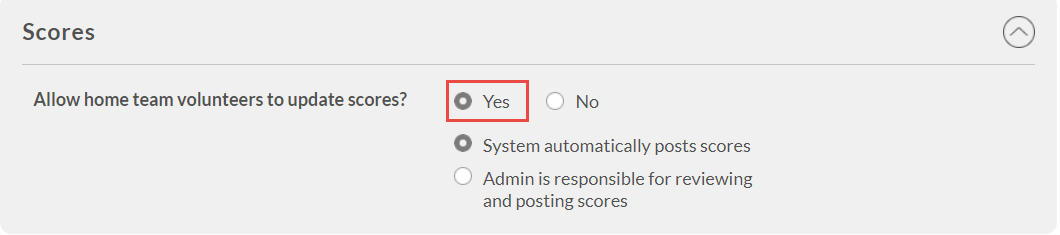 Scores
Allow home team volunteers to update scores? Yes No
System automatically posts scores
Admin is responsible for reviewing
and posting scores